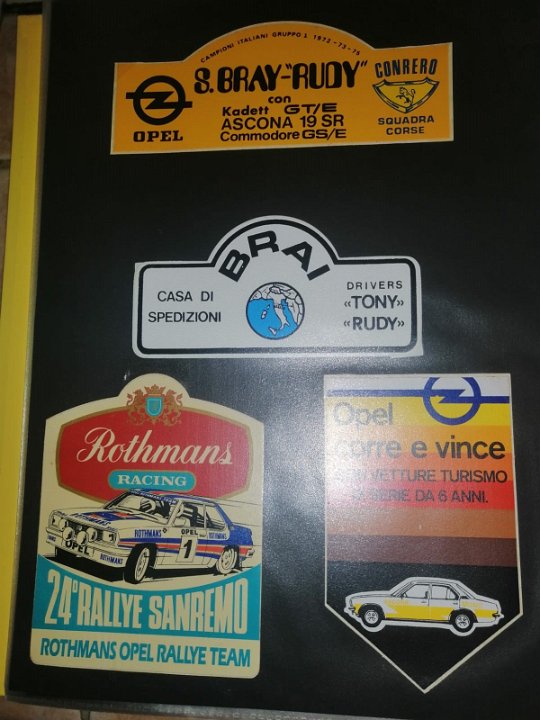 CAMPIONI ITALIANI GRUPPO 1 1972-73-75
S. BRAY-"RUDY"
con
Kadett GT/E
ASCONA 19 SR
Commodore GS/E
OPEL
CONRERO
SQUADRA
CORSE
BRAI
CASA DI
SPEDIZIONI
DRIVERS
«TONY»
«RUDY»
Rothmans
RACING
ROTHMANS
OPEL
1
OPEL
24° RALLYE SANREMO
ROTHMANS OPEL RALLYE TEAM
Opel
corre e vince
VETTURE TURISMO
SERIE DA 6 ANNI.